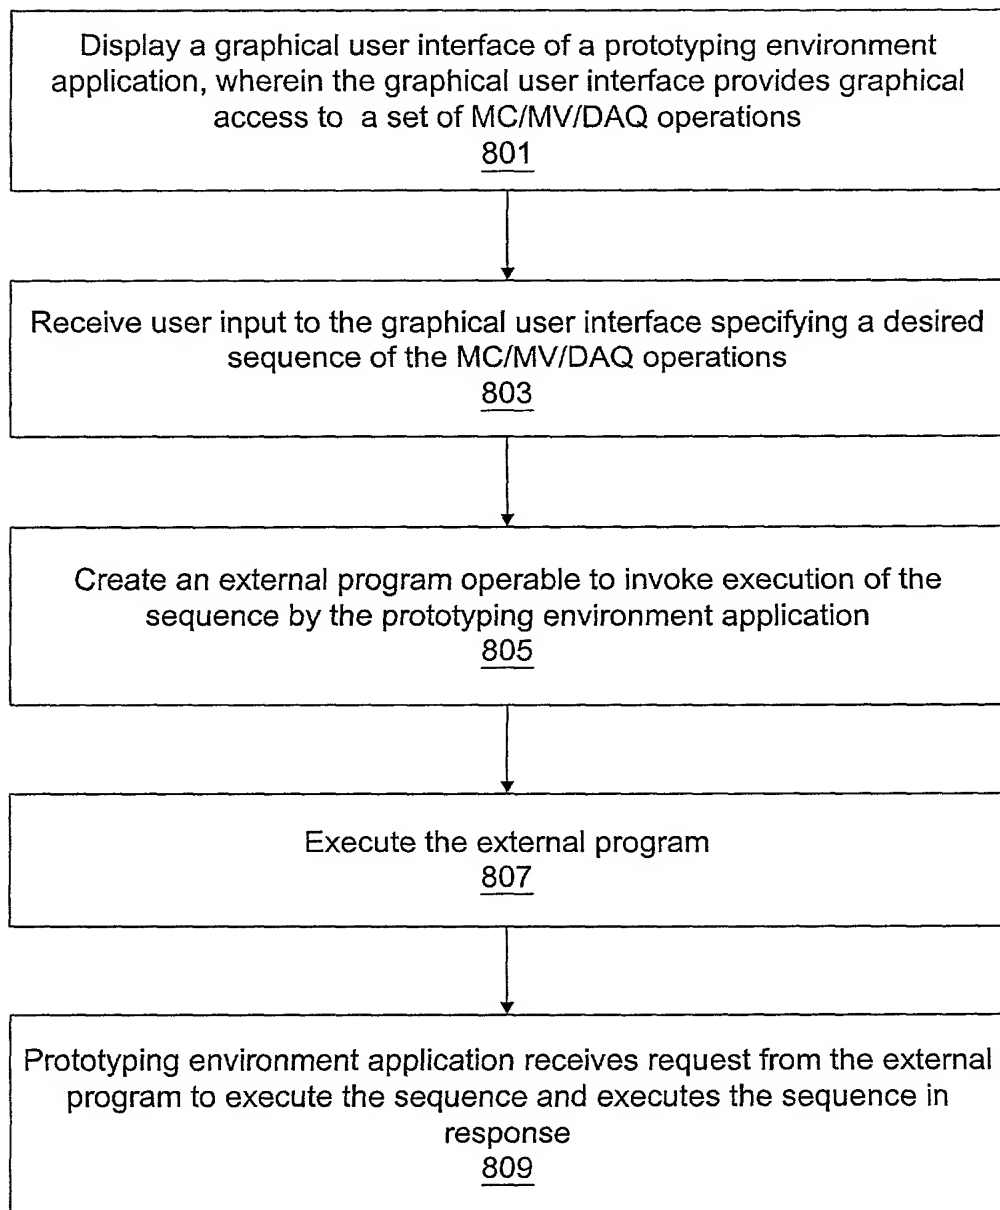 Display a graphical user interface of a prototyping environment
application, wherein the graphical user interface provides graphical
access to a set of MC/MV/DAQ operations
801
Receive user input to the graphical user interface specifying a desired
sequence of the MC/MV/DAQ operations
803
Create an external program operable to invoke execution of the
sequence by the prototyping environment application
805
Execute the external program
807
Prototyping environment application receives request from the external
program to execute the sequence and executes the sequence in
response
809